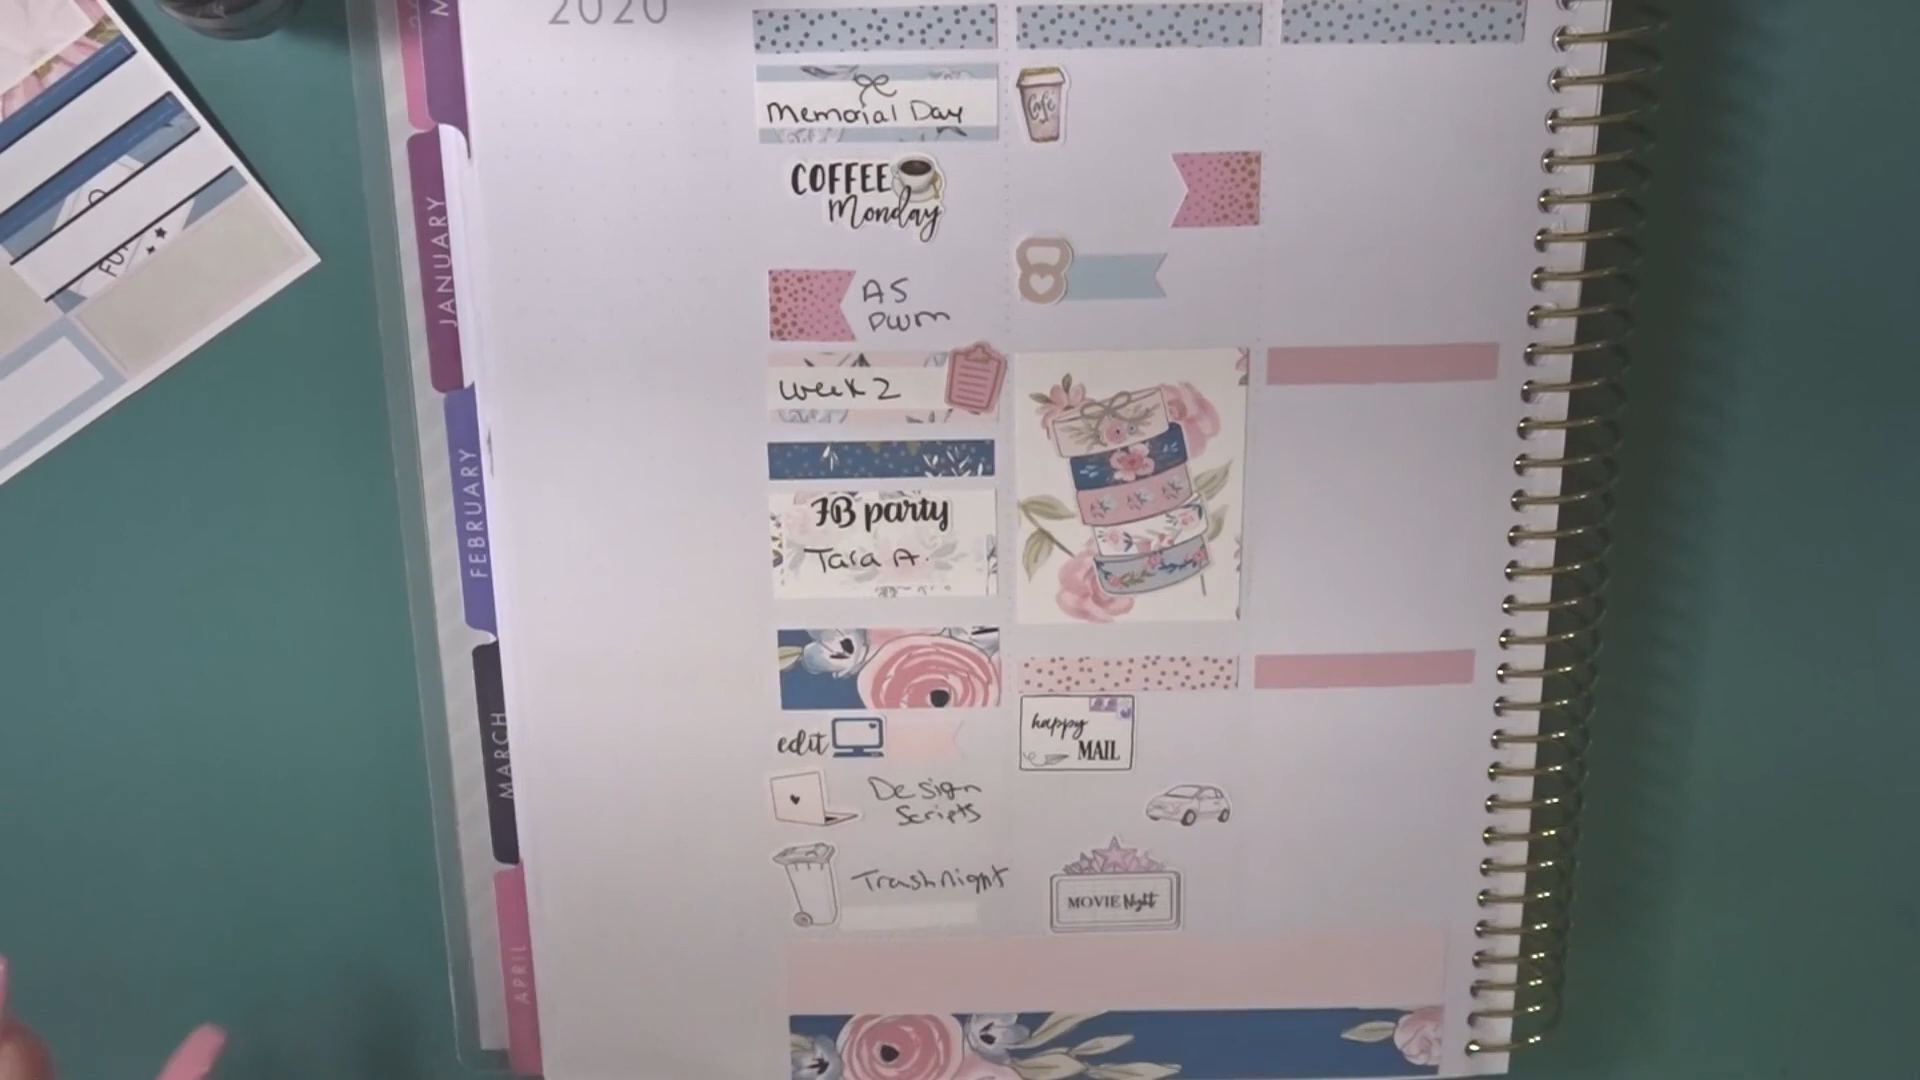 2020
Memorial Day
Café
COFFEE
Monday
AS
PWM
Week 2
FB party
Tara A.
edit
happy
MAIL
Design
Scripts
Trash night
MOVIE Night
JANUARY
FEBRUARY
MARCH
APRIL